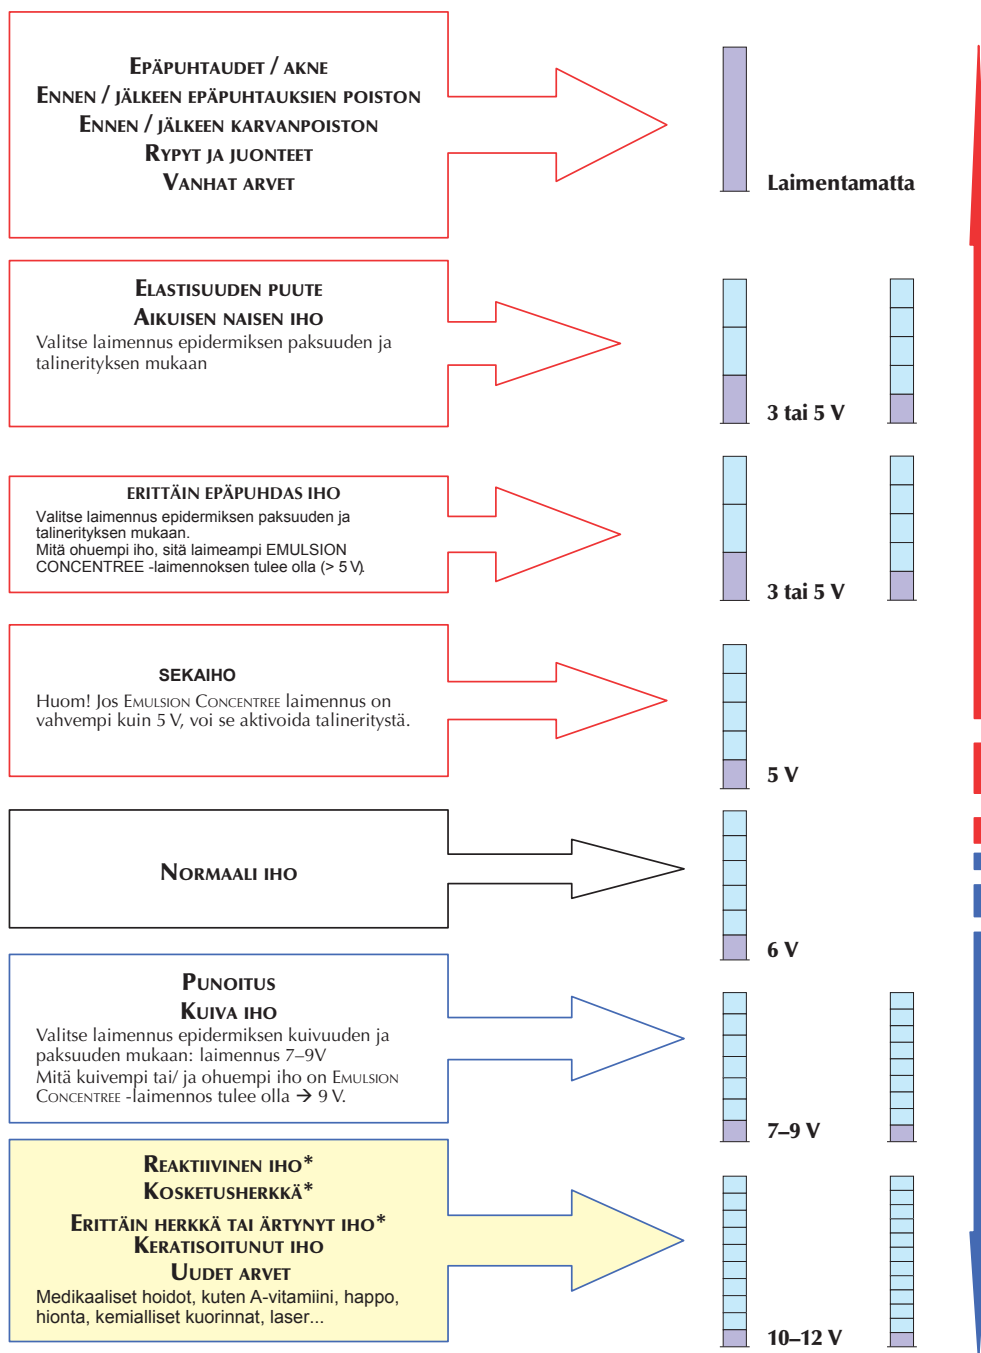 Epäpuhtaudet / akne
Ennen / jälkeen epäpuhtauksien poiston
Ennen / jälkeen karvanpoiston
Rypyt ja juonteet
Vanhat arvet
Laimentamatta
Elastisuuden puute
Aikuisen naisen iho
Valitse laimennus epidermiksen paksuuden ja
talinerityksen mukaan
3 tai 5 V
ERITTÄIN EPÄPUHDAS IHO
Valitse laimennus epidermiksen paksuuden ja
talinerityksen mukaan.
Mitä ohuempi iho, sitä laimeampi EMULSION
CONCENTREE -laimennoksen tulee olla (> 5 V).
3 tai 5 V
SEKAIHO
Huom! Jos Emulsion Concentree laimennus on
vahvempi kuin 5 V, voi se aktivoida talineritystä.
5 V
Normaali iho
6 V
Punoitus
Kuiva iho
Valitse laimennus epidermiksen kuivuuden ja
paksuuden mukaan: laimennus 7–9V
Mitä kuivempi tai/ ja ohuempi iho on Emulsion
Concentree -laimennos tulee olla → 9 V.
7–9 V
Reaktiivinen iho*
Kosketusherkkä*
Erittäin herkkä tai ärtynyt iho*
Keratisoitunut iho
Uudet arvet
Medikaaliset hoidot, kuten A-vitamiini, happo,
hionta, kemialliset kuorinnat, laser...
10–12 V